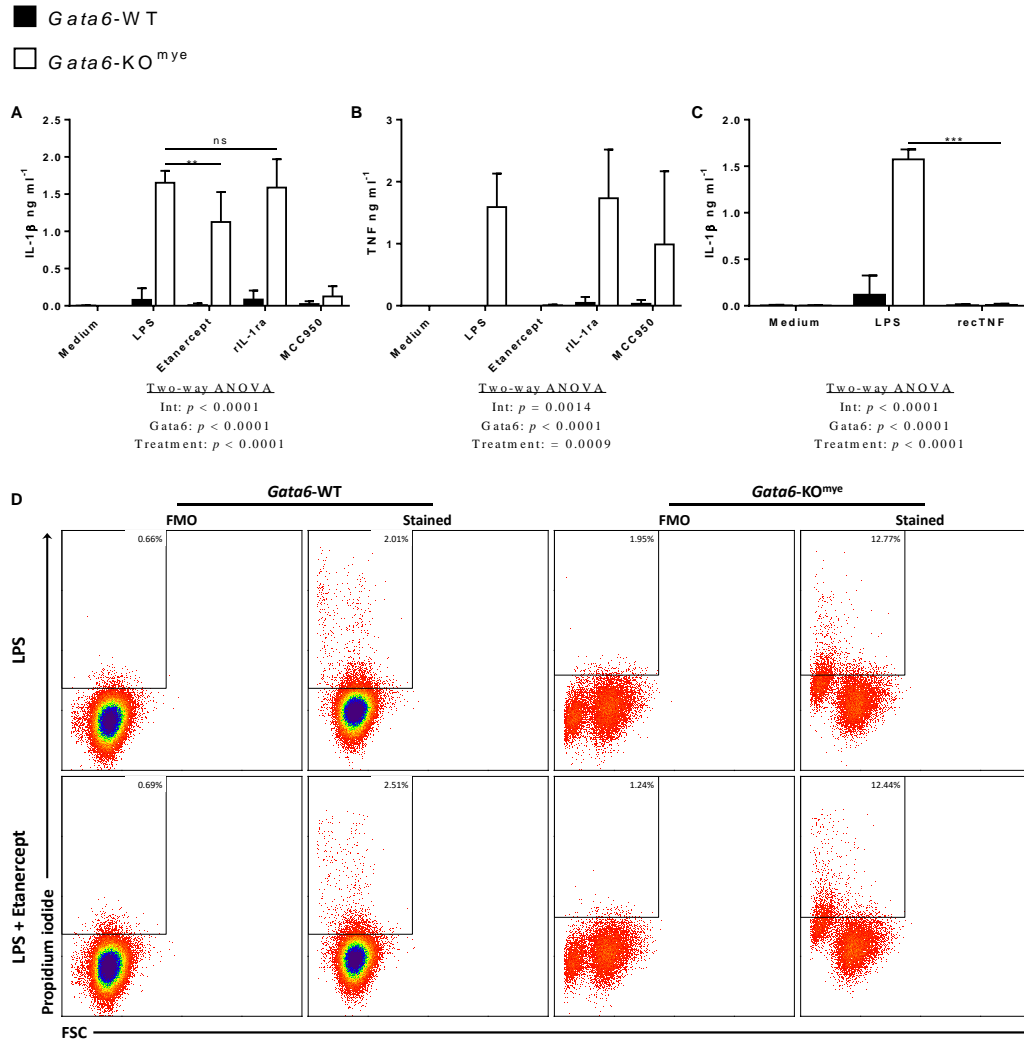 Gata6-WT
Gata6-KO^mye
A
2.5
2.0
1.5
1.0
0.5
0.0
IL-1β ng ml^-1
ns
**
Medium
LPS
Etanercept
rIL-1ra
MCC950
Two-way ANOVA
Int: p < 0.0001
Gata6: p < 0.0001
Treatment: p < 0.0001
B
3
2
1
0
TNF ng ml^-1
Medium
LPS
Etanercept
rIL-1ra
MCC950
Two-way ANOVA
Int: p = 0.0014
Gata6: p < 0.0001
Treatment: = 0.0009
C
2.0
1.5
1.0
0.5
0.0
IL-1β ng ml^-1
***
Medium
LPS
recTNF
Two-way ANOVA
Int: p < 0.0001
Gata6: p < 0.0001
Treatment: p < 0.0001
D
Gata6-WT
Gata6-KO^mye
FMO
Stained
FMO
Stained
LPS
0.66%
2.01%
1.95%
12.77%
LPS + Etanercept
0.69%
2.51%
1.24%
12.44%
Propidium iodide
FSC